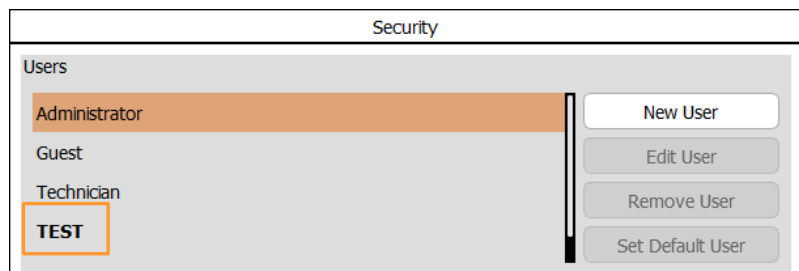 Security
Users
Administrator
New User
Guest
Edit User
Technician
Remove User
TEST
Set Default User